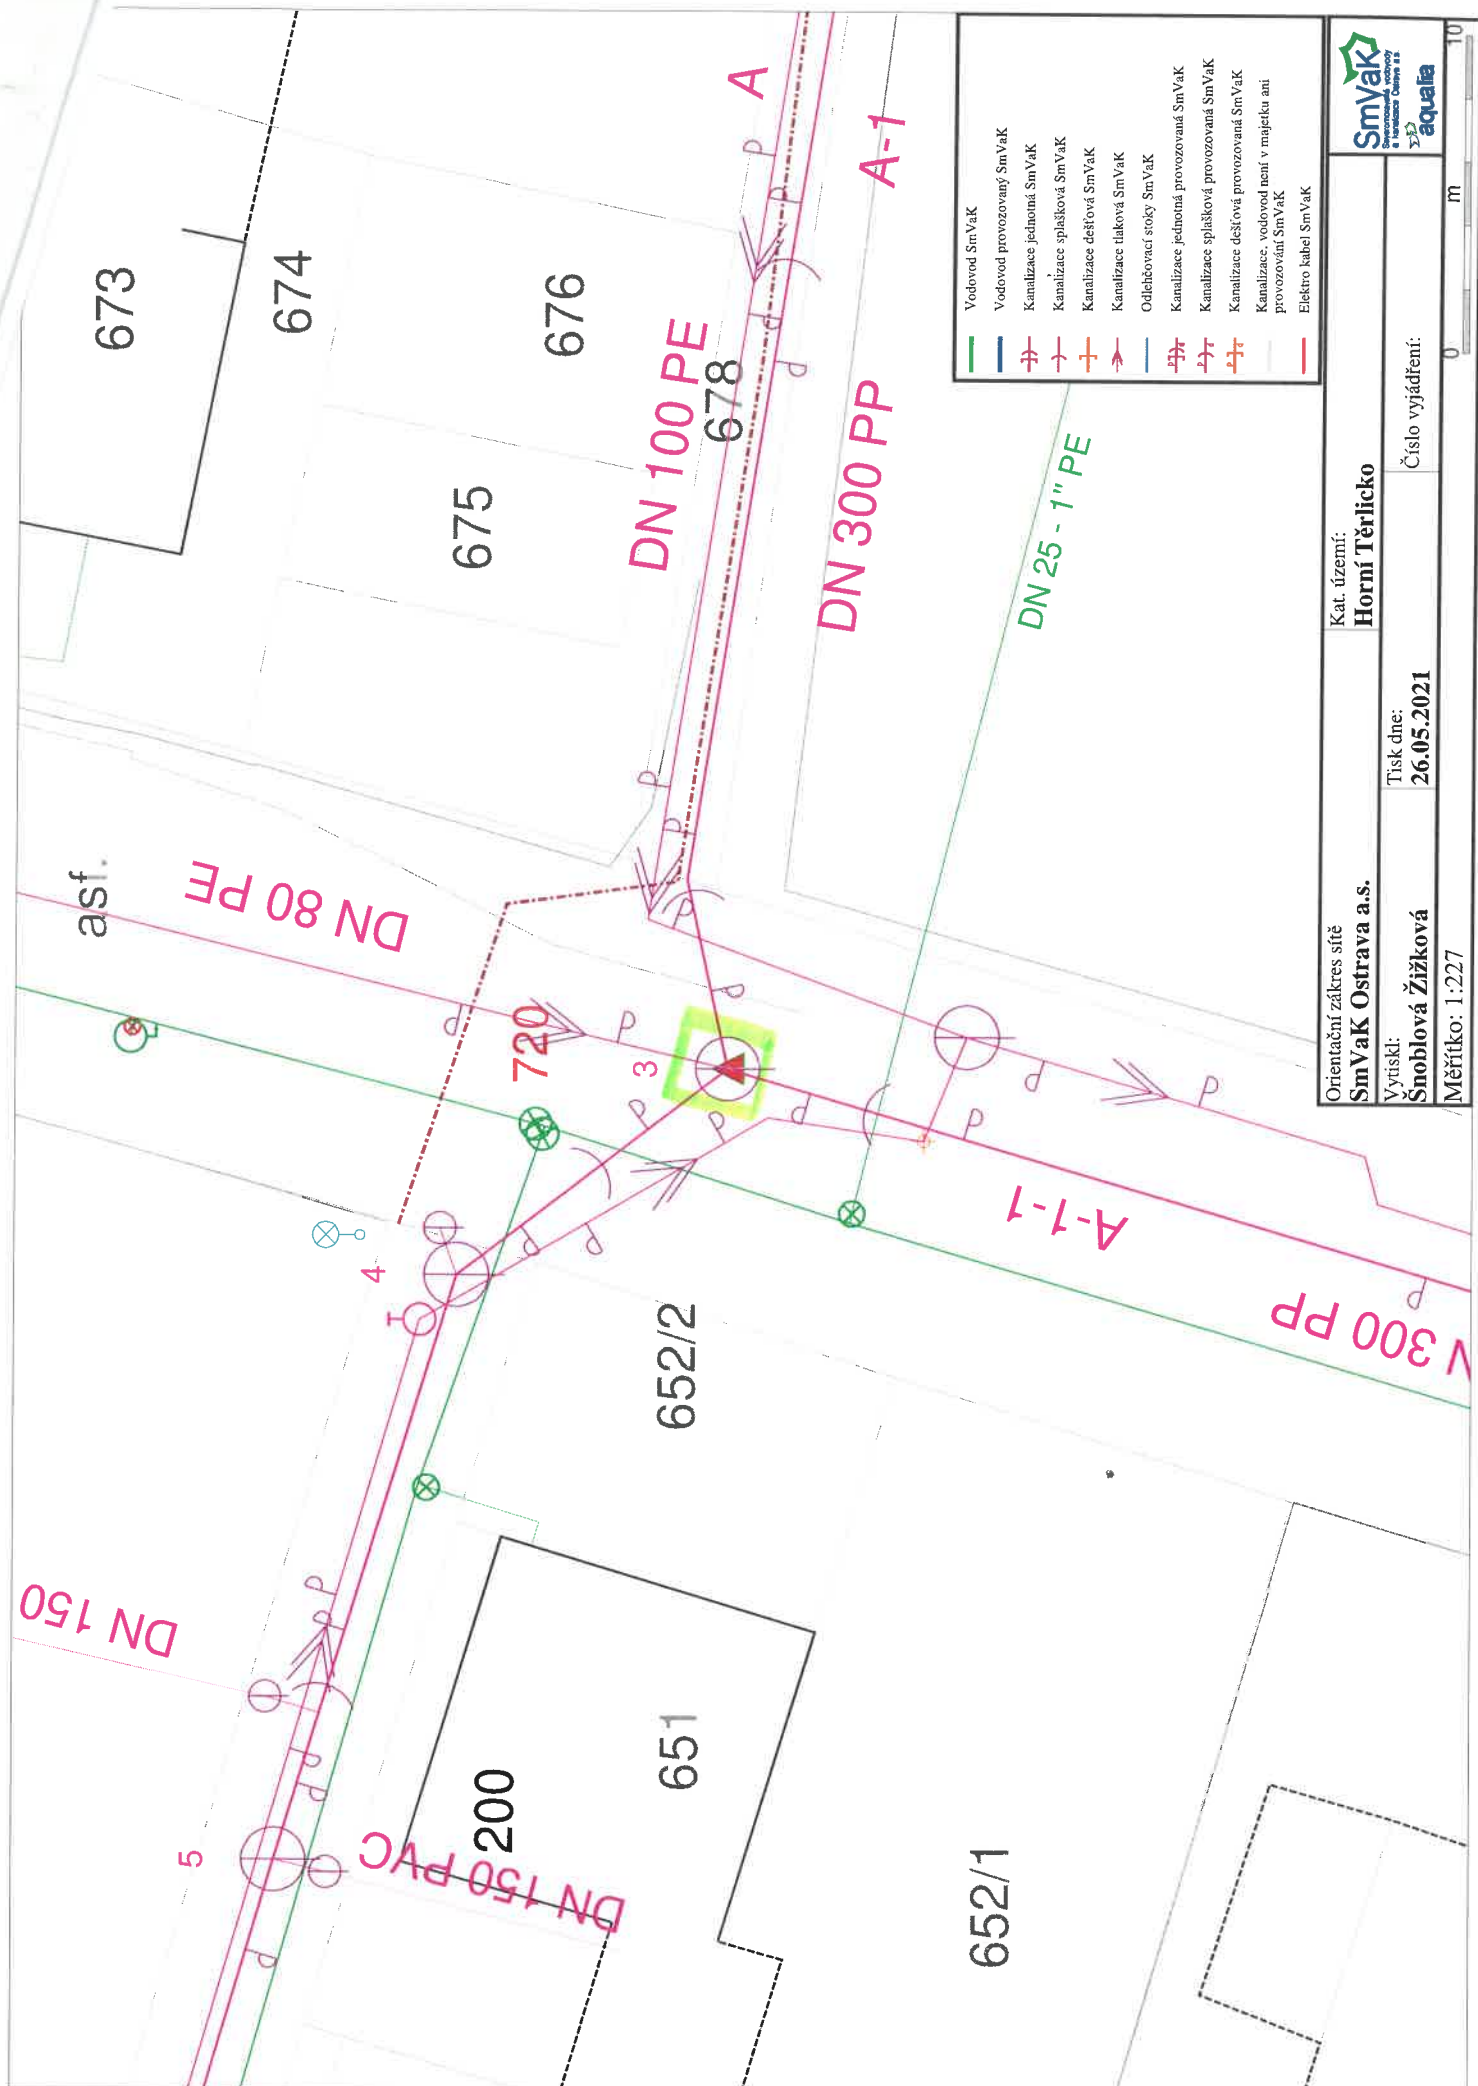 673
674
676
675
678
A
A-1
DN 100 PE
DN 300 PP
DN 25 - 1" PE
asf.
DN 80 PE
720
3
4
5
A-1-1
300 PP
652/2
DN 150
DN 150 PVC
200
651
652/1
Vodovod SmVaK
Vodovod provozovaný SmVaK
Kanalizace jednotná SmVaK
Kanalizace splašková SmVaK
Kanalizace dešťová SmVaK
Kanalizace tlaková SmVaK
Odlehčovací stoky SmVaK
Kanalizace jednotná provozovaná SmVaK
Kanalizace splašková provozovaná SmVaK
Kanalizace dešťová provozovaná SmVaK
Kanalizace, vodovod není v majetku ani
provozování SmVaK
Elektro kabel SmVaK
Orientační zákres sítě
SmVaK Ostrava a.s.
Kat. území:
Horní Těrlicko
SmVaK
Severomoravské vodovody
a kanalizace Ostrava a.s.
aqualia
Vytiskl:
Šnoblová Žižková
Tisk dne:
26.05.2021
Číslo vyjádření:
Měřítko: 1:227
0
m
10